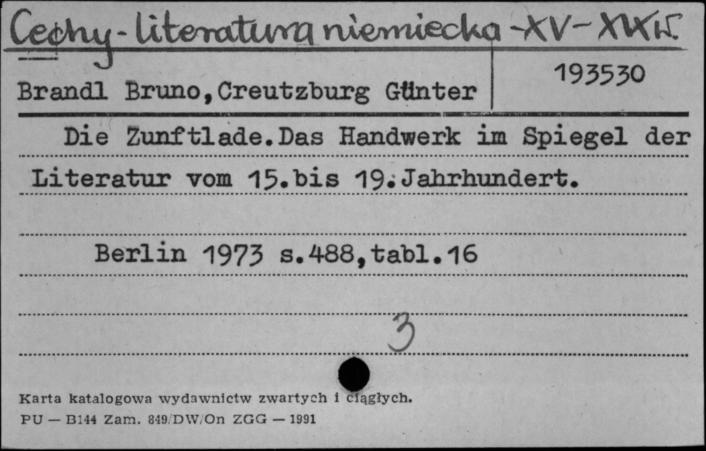 Cechy - literatura niemiecka - XV - XIX w.
193530
Brandl Bruno, Creutzburg Günter
Die Zunftlade. Das Handwerk im Spiegel der
Literatur vom 15. bis 19. Jahrhundert.
Berlin 1973 s. 488, tabl. 16
3
Karta katalogowa wydawnictw zwartych i ciągłych.
PU — B144 Zam. 849/DW/On ZGG — 1991